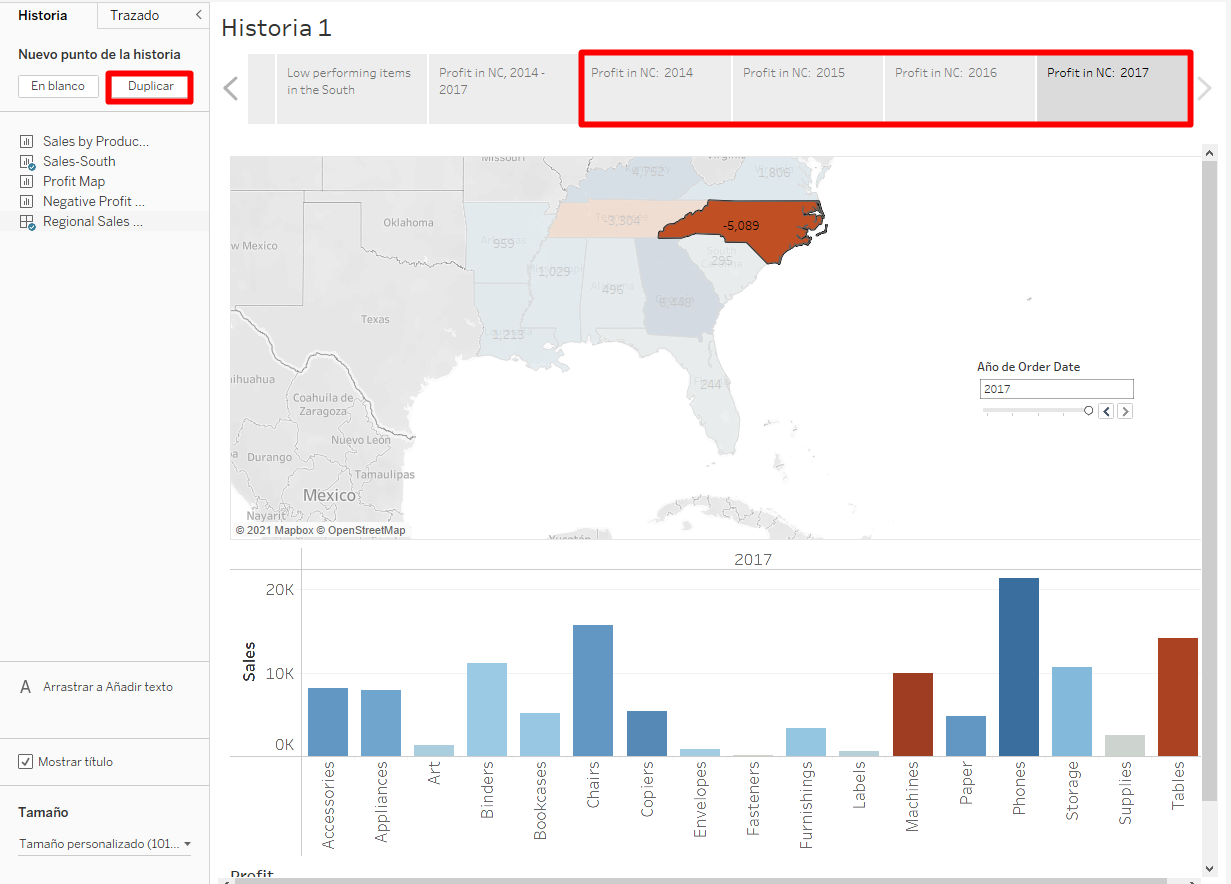 Historia
Trazado
Nuevo punto de la historia
En blanco
Duplicar
Sales by Produc...
Sales-South
Profit Map
Negative Profit ...
Regional Sales ...
A Arrastrar a Añadir texto
Mostrar título
Tamaño
Tamaño personalizado (101...
Historia 1
Low performing items
in the South
Profit in NC, 2014 -
2017
Profit in NC: 2014
Profit in NC: 2015
Profit in NC: 2016
Profit in NC: 2017
Missouri
4,752
1,806
Oklahoma
-3,304
-5,089
959
w Mexico
South
295
1,029
496
6,448
Texas
1,213
244
Año de Order Date
2017
hihuahua
Coahuila de
Zaragoza
Nuevo León
Durango
Tamaulipas
Mexico
Nayarit
© 2021 Mapbox © OpenStreetMap
Yucatán
2017
Sales
20K
10K
0K
Accessories
Appliances
Art
Binders
Bookcases
Chairs
Copiers
Envelopes
Fasteners
Furnishings
Labels
Machines
Paper
Phones
Storage
Supplies
Tables
Profit